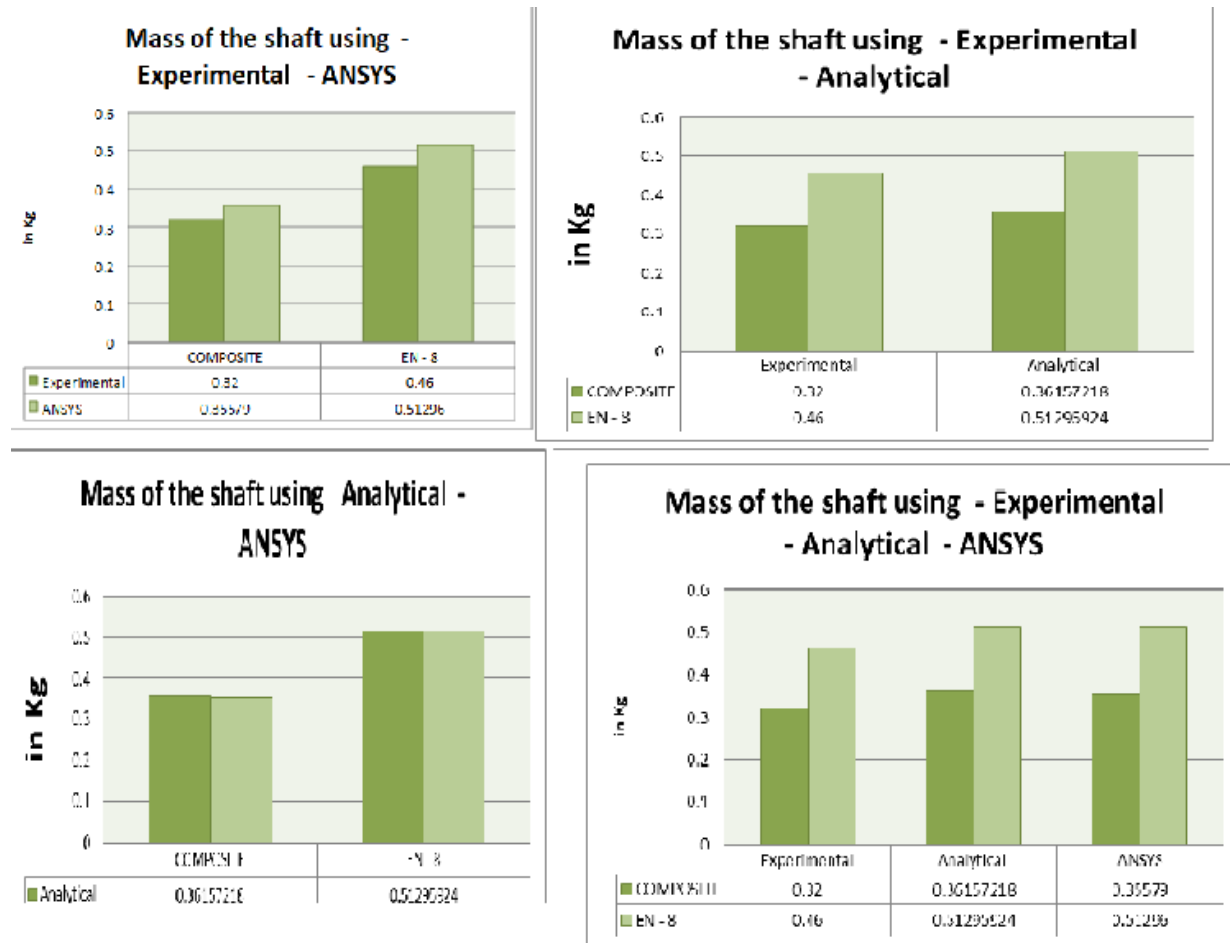 Mass of the shaft using -
Experimental - ANSYS
0.6
0.5
0.4
0.3
0.2
0.1
0
In Kg
COMPOSITE EN - 8
Experimental 0.32 0.46
ANSYS 0.35579 0.51296
Mass of the shaft using - Experimental
- Analytical
0.6
0.5
0.4
0.3
0.2
0.1
0
in Kg
Experimental Analytical
COMPOSITE 0.32 0.36157218
EN - 8 0.46 0.51295924
Mass of the shaft using Analytical -
ANSYS
0.6
0.5
0.4
0.3
0.2
0.1
0
in Kg
COMPOSITE EN - 8
Analytical 0.36157218 0.51295924
Mass of the shaft using - Experimental
- Analytical - ANSYS
0.6
0.5
0.4
0.3
0.2
0.1
0
in Kg
Experimental Analytical ANSYS
COMPOSITE 0.32 0.36157218 0.35579
EN - 8 0.46 0.51295924 0.51296